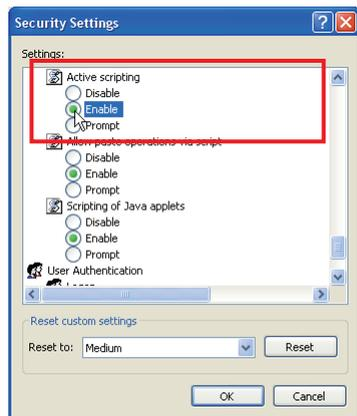 Security Settings
Settings:
Active scripting
Disable
Enable
Prompt
Allow paste operations via script
Disable
Enable
Prompt
Scripting of Java applets
Disable
Enable
Prompt
User Authentication
Logon
Reset custom settings
Reset to: Medium Reset
OK Cancel